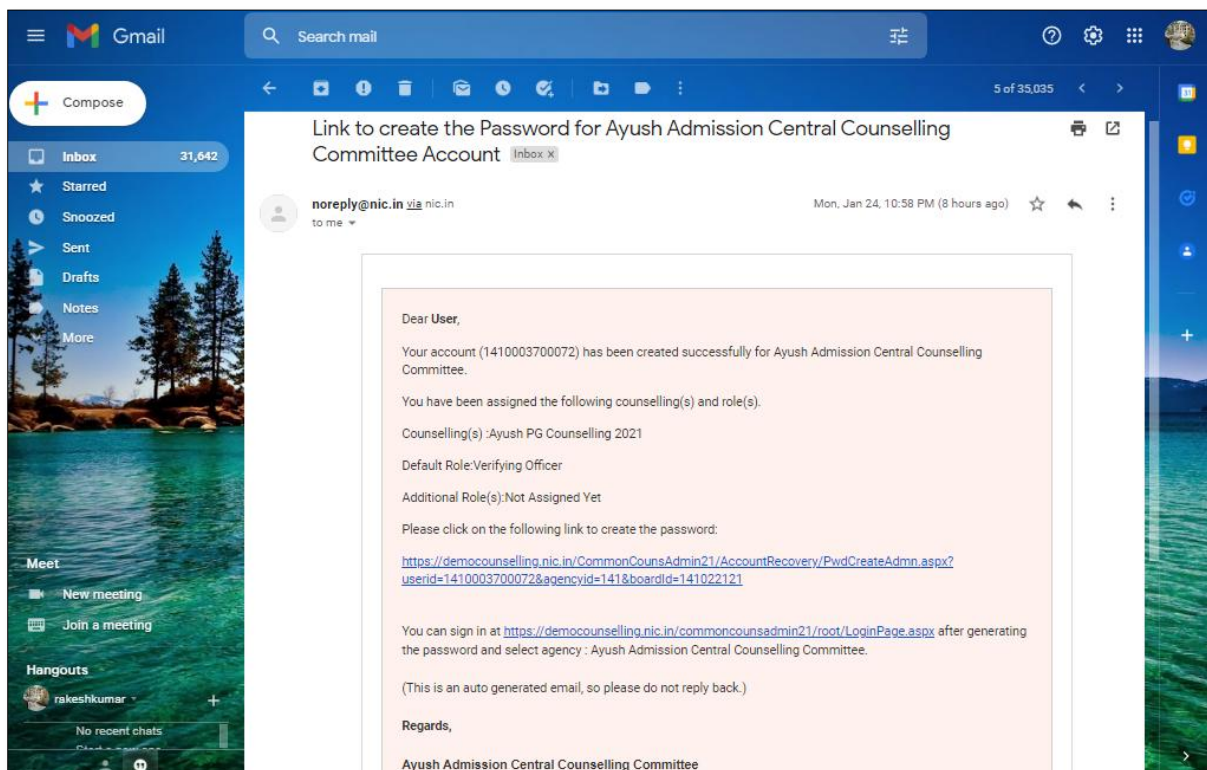 Gmail
Search mail
Compose
5 of 35,035
Link to create the Password for Ayush Admission Central Counselling
Committee Account Inbox x
Inbox 31,642
Starred
Snoozed
Sent
Drafts
Notes
More
noreply@nic.in via nic.in
Mon, Jan 24, 10:58 PM (8 hours ago)
to me
Dear User,
Your account (1410003700072) has been created successfully for Ayush Admission Central Counselling
Committee.
You have been assigned the following counselling(s) and role(s).
Counselling(s) :Ayush PG Counselling 2021
Default Role:Verifying Officer
Additional Role(s):Not Assigned Yet
Please click on the following link to create the password:
https://democounselling.nic.in/CommonCounsAdmin21/AccountRecovery/PwdCreateAdmn.aspx?
userid=1410003700072&agencyid=141&boardId=141022121
You can sign in at https://democounselling.nic.in/commoncounsadmin21/root/LoginPage.aspx after generating
the password and select agency : Ayush Admission Central Counselling Committee.
(This is an auto generated email, so please do not reply back.)
Regards,
Ayush Admission Central Counselling Committee
Meet
New meeting
Join a meeting
Hangouts
rakeshkumar
No recent chats